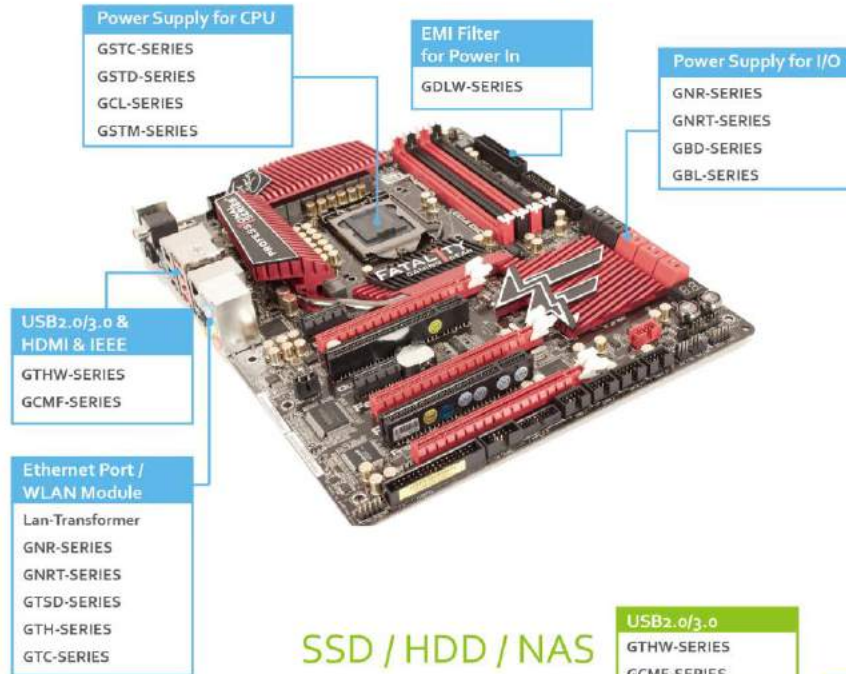 Power Supply for CPU
GSTC-SERIES
GSTD-SERIES
GCL-SERIES
GSTM-SERIES
EMI Filter
for Power In
GDLW-SERIES
Power Supply for I/O
GNR-SERIES
GNRT-SERIES
GBD-SERIES
GBL-SERIES
FATAL1TY
USB2.0/3.0 &
HDMI & IEEE
GTHW-SERIES
GCMF-SERIES
Ethernet Port /
WLAN Module
Lan-Transformer
GNR-SERIES
GNRT-SERIES
GTSD-SERIES
GTH-SERIES
GTC-SERIES
SSD / HDD / NAS
USB2.0/3.0
GTHW-SERIES
GCMF-SERIES